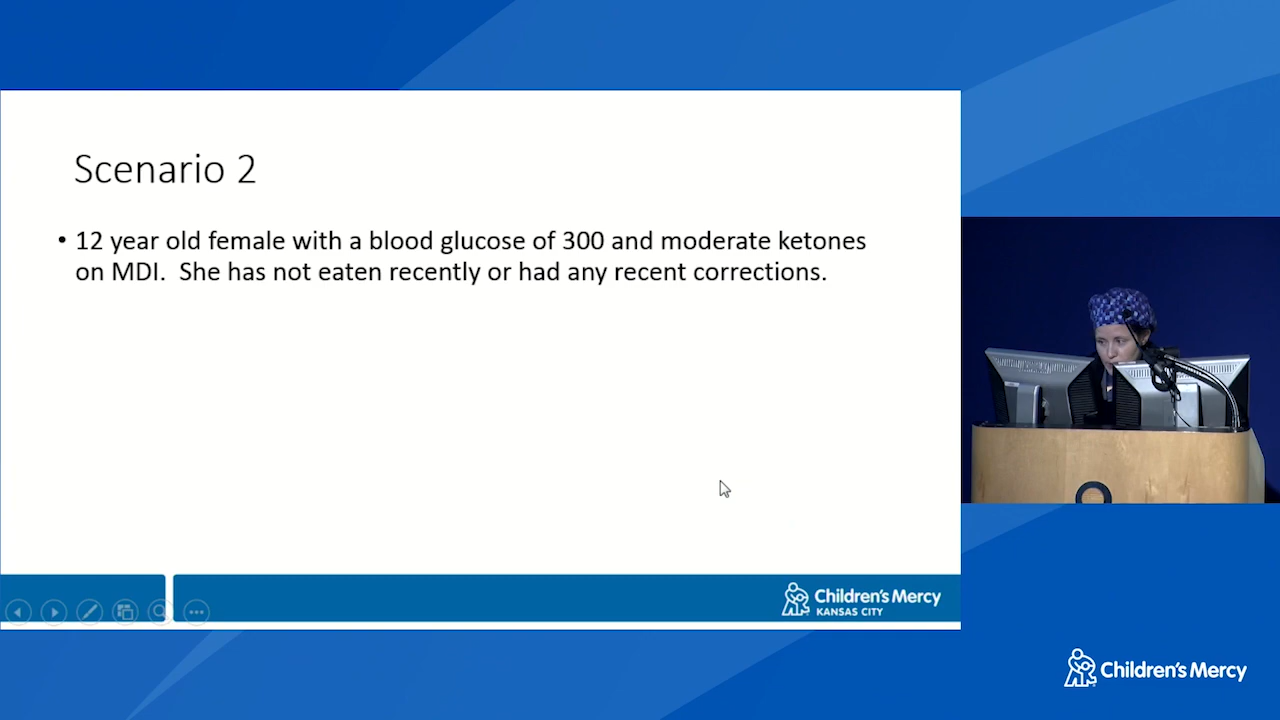 Scenario 2
• 12 year old female with a blood glucose of 300 and moderate ketones
on MDI.  She has not eaten recently or had any recent corrections.
Children's Mercy
KANSAS CITY
Children's Mercy